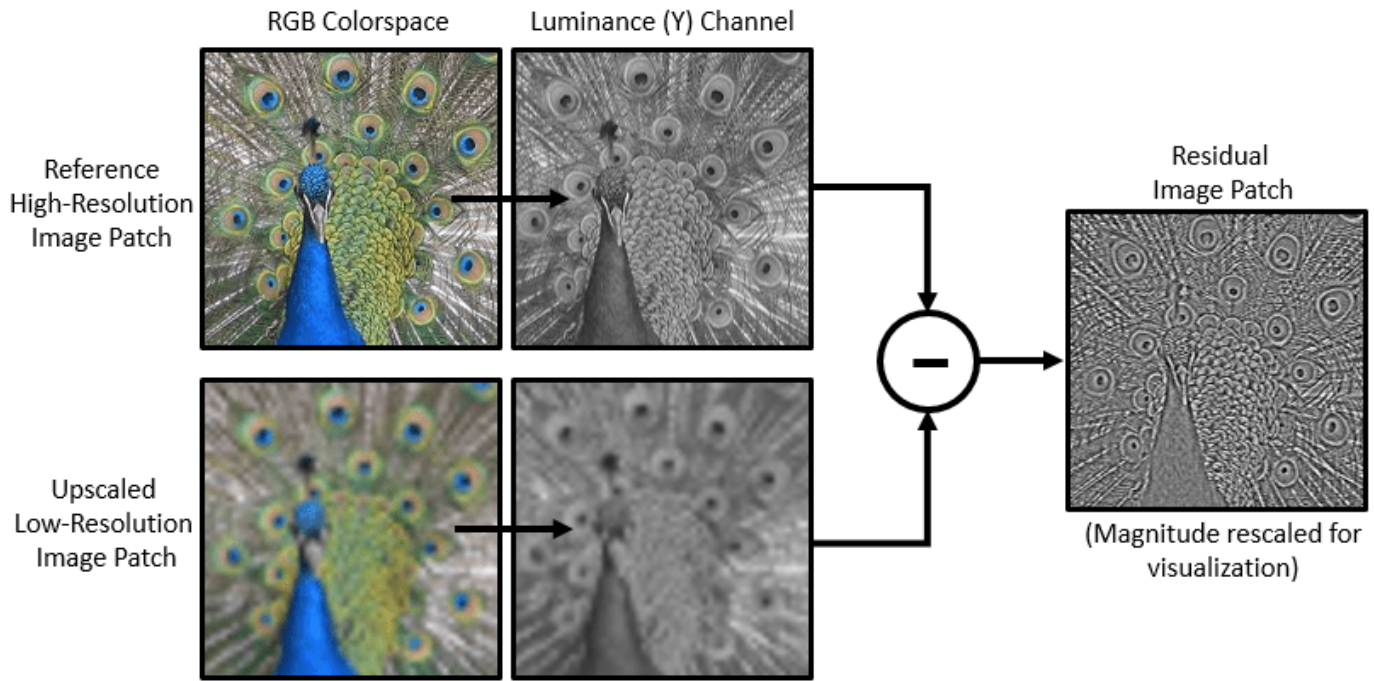 RGB Colorspace
Luminance (Y) Channel
Reference
High-Resolution
Image Patch
Residual
Image Patch
Upscaled
Low-Resolution
Image Patch
(Magnitude rescaled for
visualization)